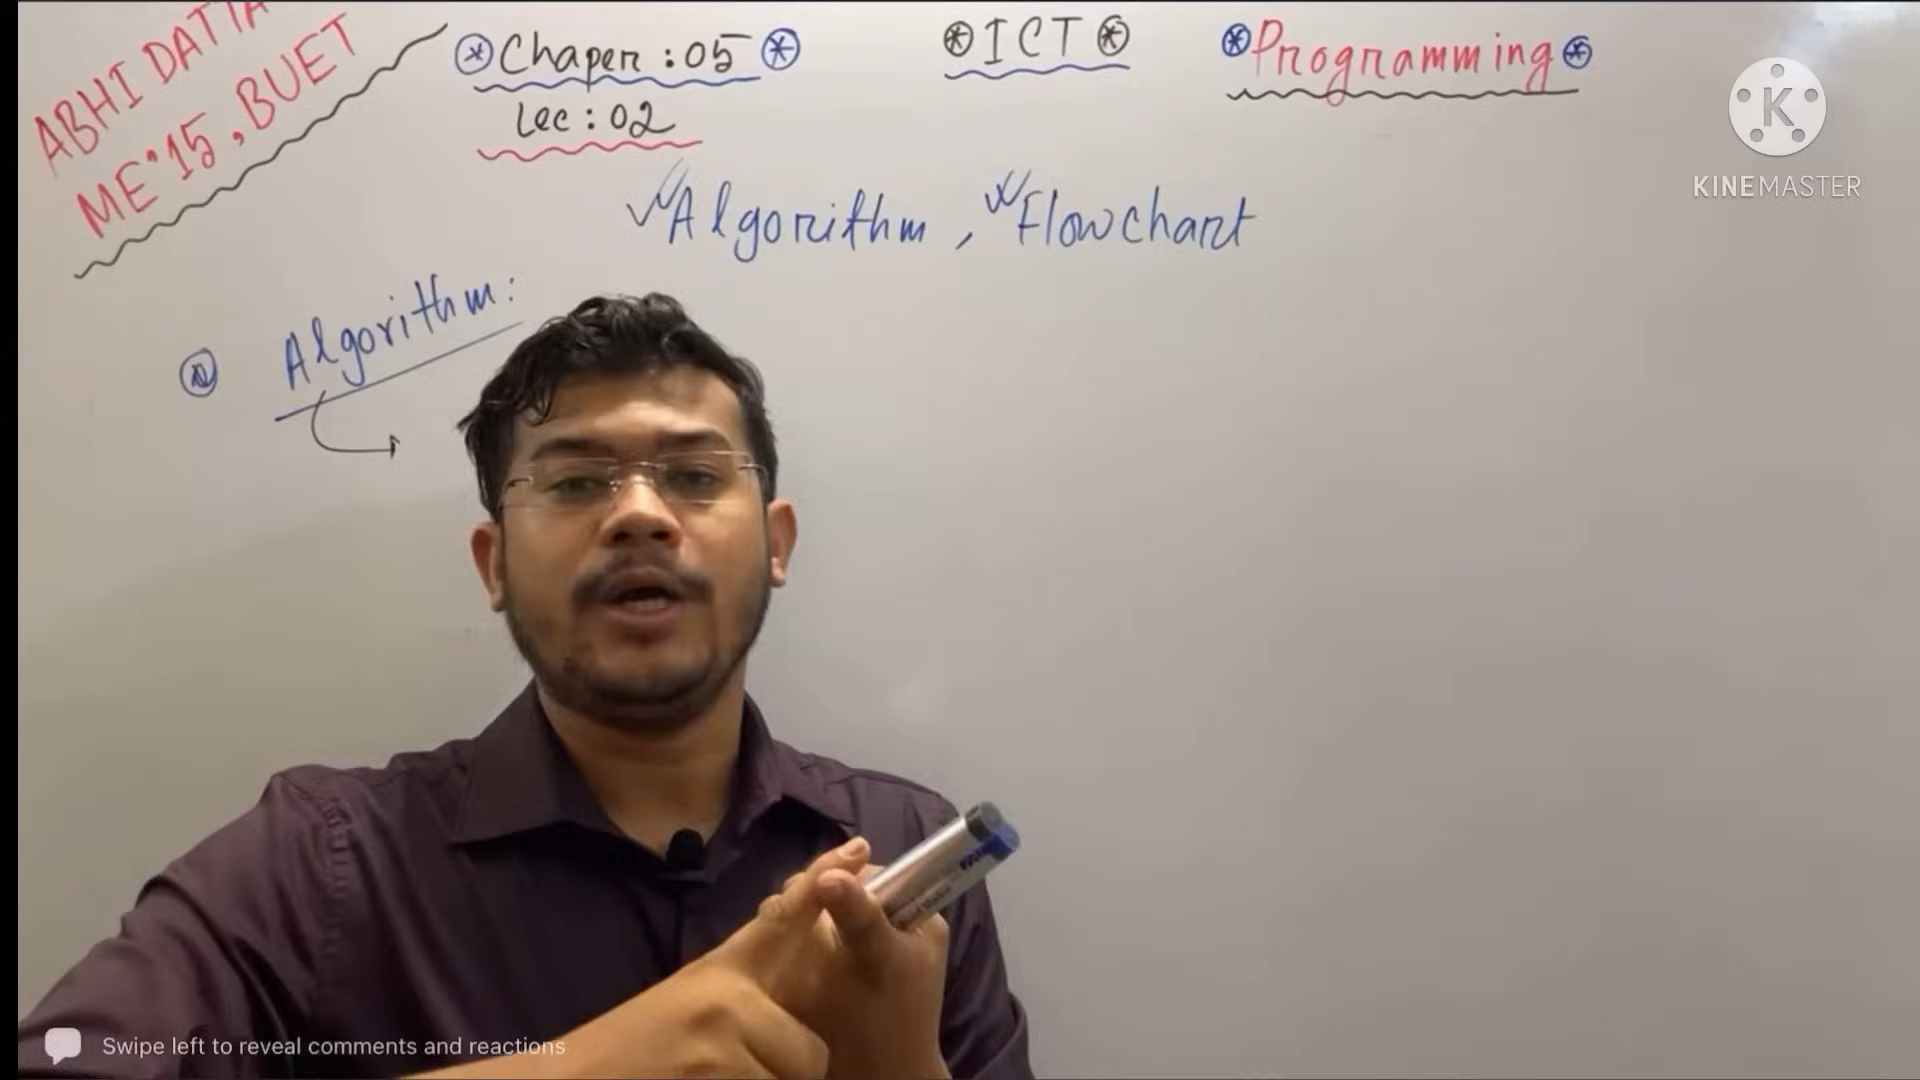 ABHI DATTA
ME'15, BUET
Chaper : 05
Lec : 02
ICT
Programming
KINEMASTER
Algorithm, Flowchart
Algorithm:
Swipe left to reveal comments and reactions